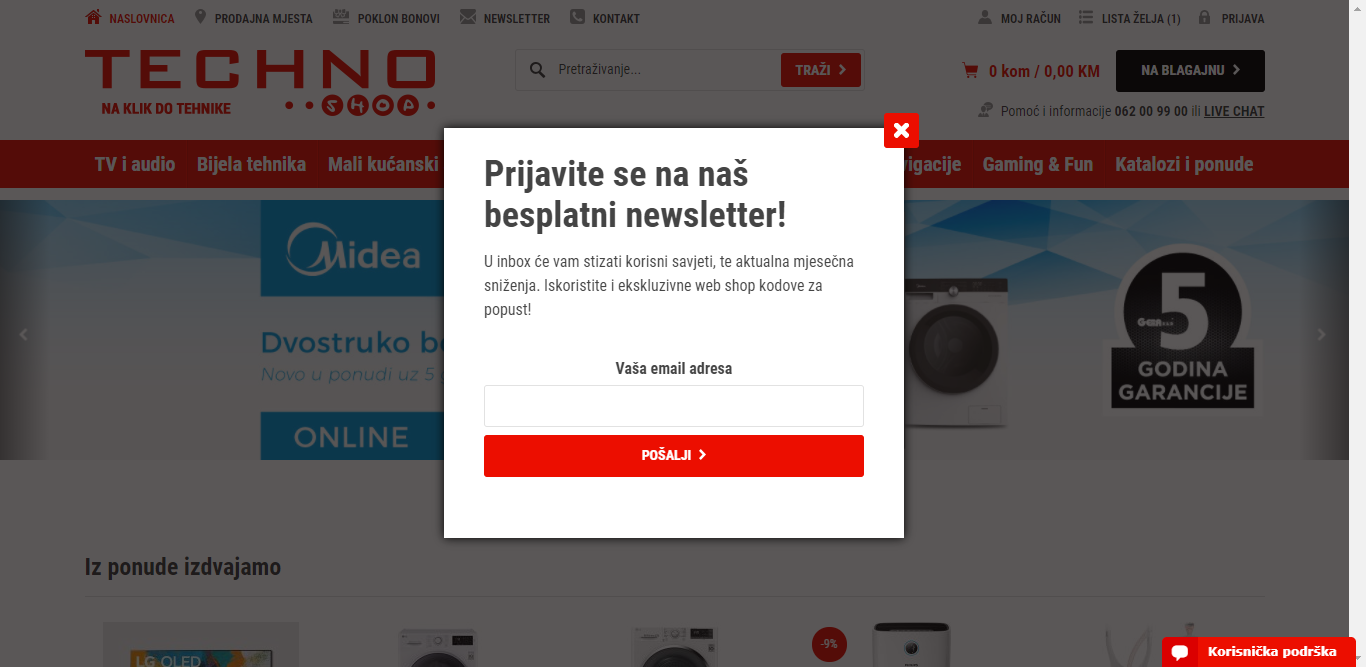 NASLOVNICA PRODAJNA MJESTA POKLON BONOVI NEWSLETTER KONTAKT MOJ RAČUN LISTA ŽELJA (1) PRIJAVA
TECHNO
NA KLIK DO TEHNIKE SHOP
Pretraživanje... TRAŽI
0 kom / 0,00 KM NA BLAGAJNU
Pomoć i informacije 062 00 99 00 ili LIVE CHAT
TV i audio Bijela tehnika Mali kućanski Gaming & Fun Katalozi i ponude
Prijavite se na naš
besplatni newsletter!
U inbox će vam stizati korisni savjeti, te aktualna mjesečna
sniženja. Iskoristite i ekskluzivne web shop kodove za
popust!
Vaša email adresa
POŠALJI
Midea
Dvostruko
Novo u ponudi uz 5
ONLINE
5
GODINA
GARANCIJE
Iz ponude izdvajamo
-9%
LG OLED
Korisnička podrška